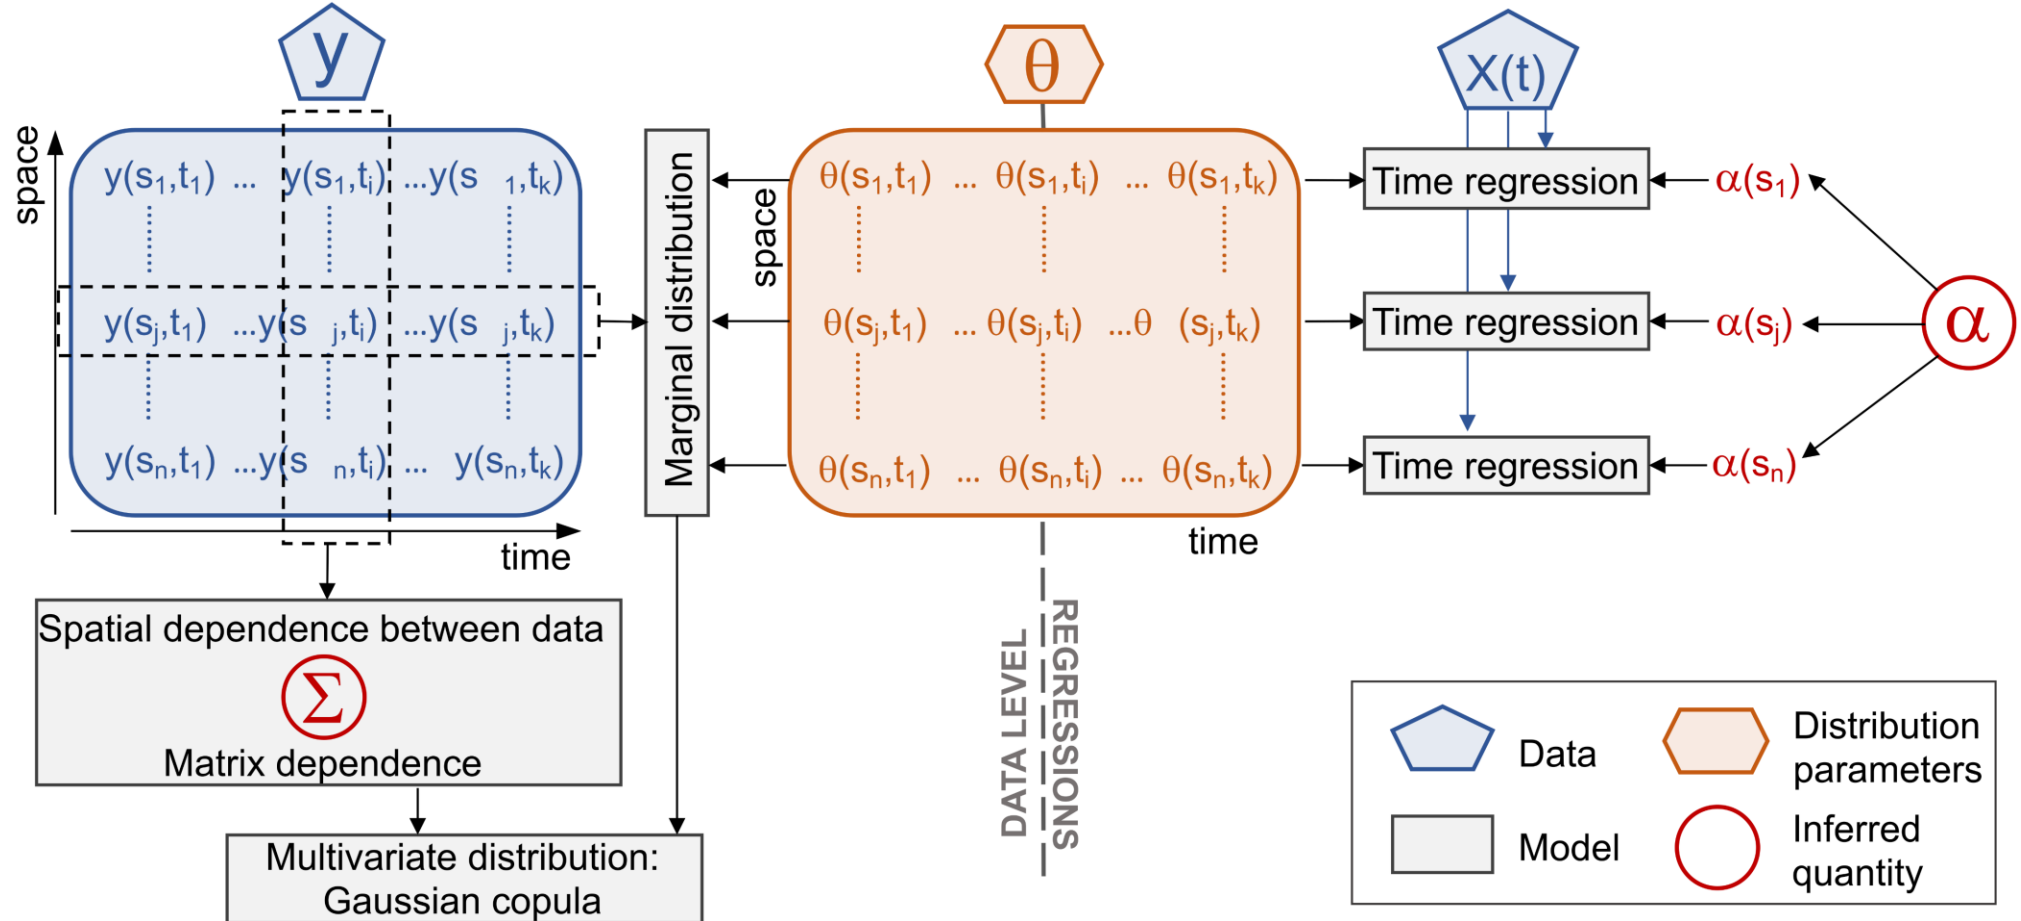 y
θ
X(t)
space
y(s1,t1) ... y(s1,ti) ...y(s 1,tk)
y(sj,t1) ...y(s j,ti) ...y(s j,tk)
y(sn,t1) ...y(s n,ti) ... y(sn,tk)
time
Marginal distribution
space
θ(s1,t1) ... θ(s1,ti) ... θ(s1,tk)
θ(sj,t1) ... θ(sj,ti) ...θ (sj,tk)
θ(sn,t1) ... θ(sn,ti) ... θ(sn,tk)
time
Time regression
α(s1)
Time regression
α(sj)
Time regression
α(sn)
α
Spatial dependence between data
Σ
Matrix dependence
Multivariate distribution:
Gaussian copula
DATA LEVEL
REGRESSIONS
Data
Distribution
parameters
Model
Inferred
quantity